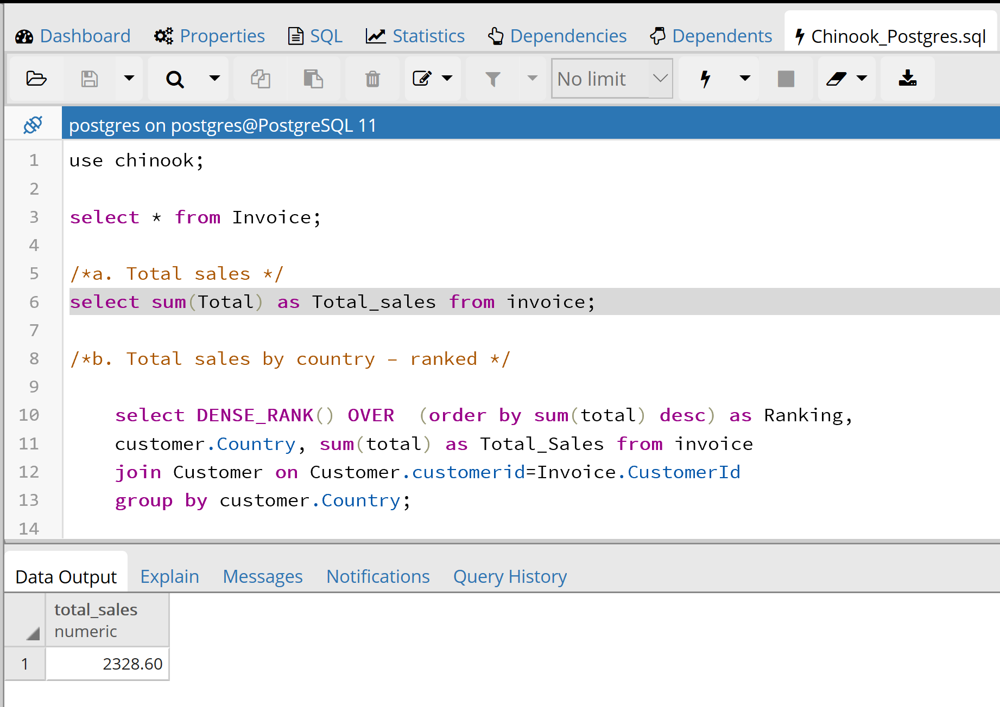 Dashboard Properties SQL Statistics Dependencies Dependents Chinook_Postgres.sql
No limit
postgres on postgres@PostgreSQL 11
1 use chinook;
2
3 select * from Invoice;
4
5 /*a. Total sales */
6 select sum(Total) as Total_sales from invoice;
7
8 /*b. Total sales by country – ranked */
9
10 select DENSE_RANK() OVER  (order by sum(total) desc) as Ranking,
11 customer.Country, sum(total) as Total_Sales from invoice
12 join Customer on Customer.customerid=Invoice.CustomerId
13 group by customer.Country;
14
Data Output Explain Messages Notifications Query History
total_sales
numeric
1 2328.60